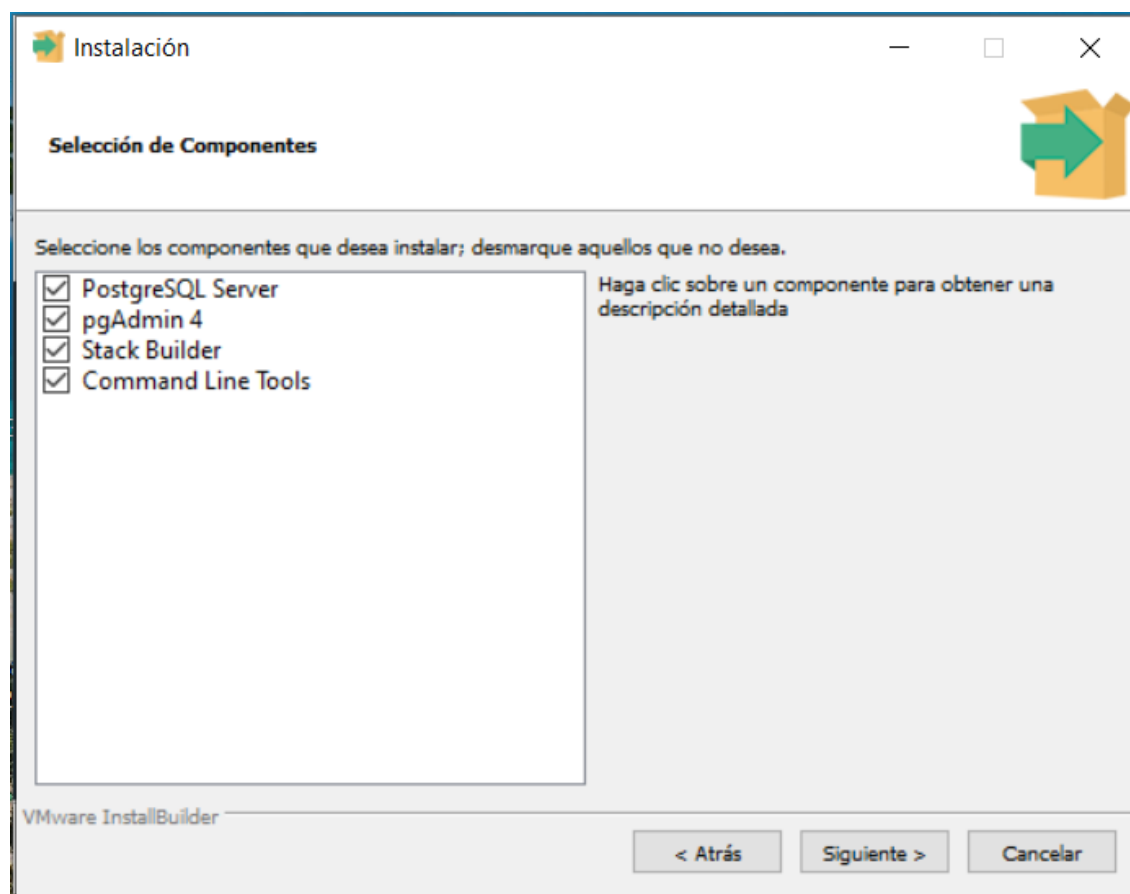 Instalación
Selección de Componentes
Seleccione los componentes que desea instalar; desmarque aquellos que no desea.
PostgreSQL Server
pgAdmin 4
Stack Builder
Command Line Tools
Haga clic sobre un componente para obtener una
descripción detallada
VMware InstallBuilder
< Atrás
Siguiente >
Cancelar